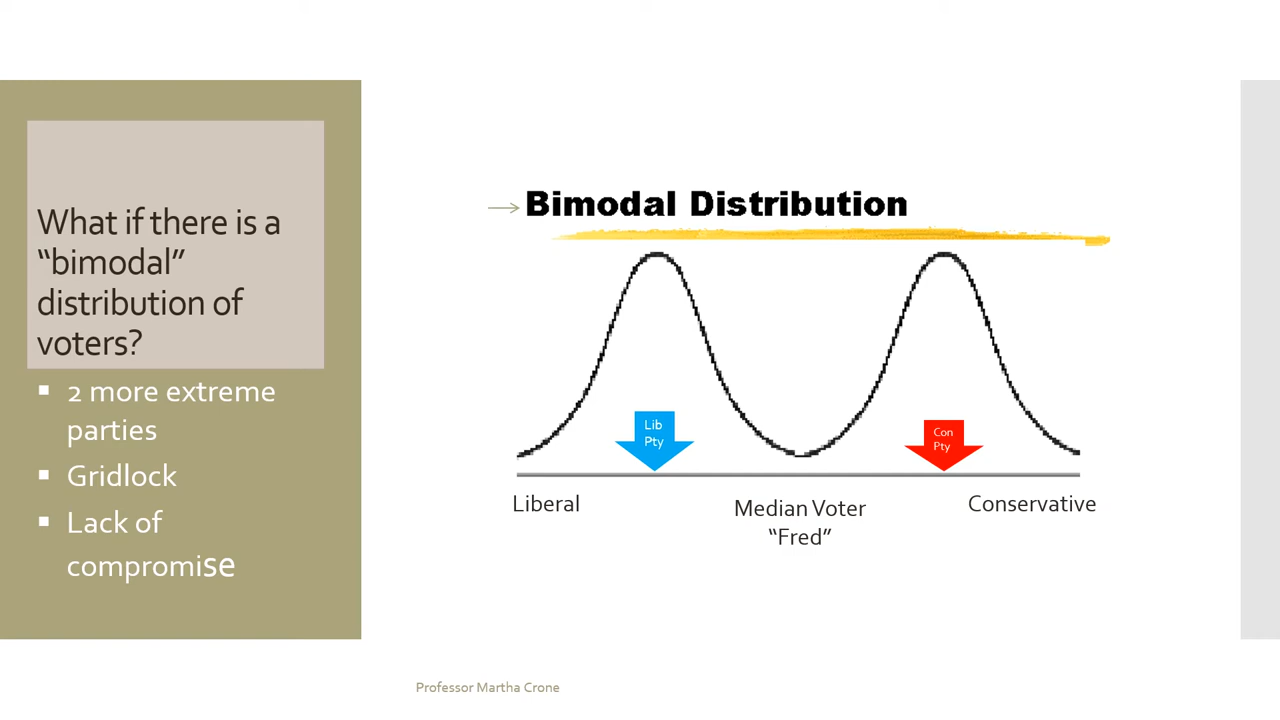 What if there is a
“bimodal”
distribution of
voters?
▪ 2 more extreme
parties
▪ Gridlock
▪ Lack of
compromise
→ Bimodal Distribution
Lib
Pty
Con
Pty
Liberal
Median Voter
“Fred”
Conservative
Professor Martha Crone